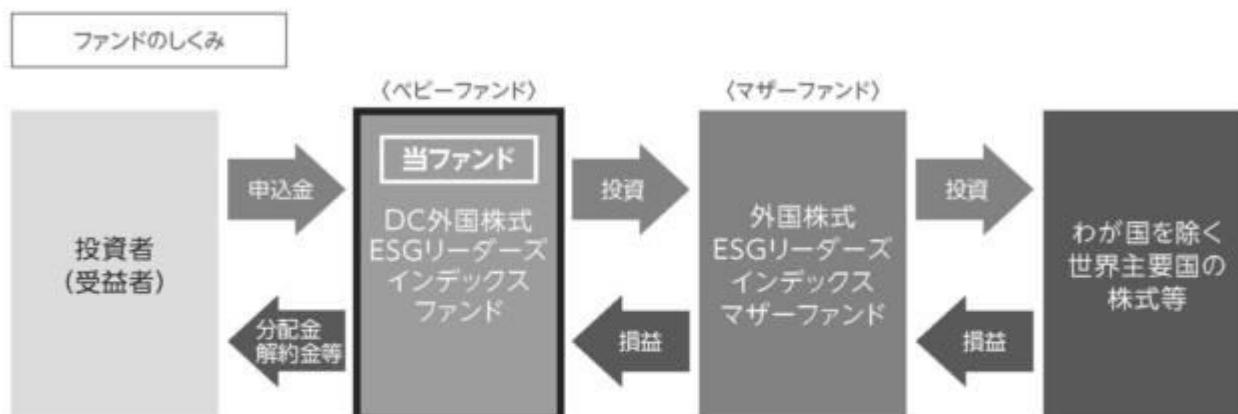 ファンドのしくみ
〈ベビーファンド〉
〈マザーファンド〉
投資者
(受益者)
申込金
分配金
解約金等
当ファンド
DC外国株式
ESGリーダーズ
インデックス
ファンド
投資
損益
外国株式
ESGリーダーズ
インデックス
マザーファンド
投資
損益
わが国を除く
世界主要国の
株式等